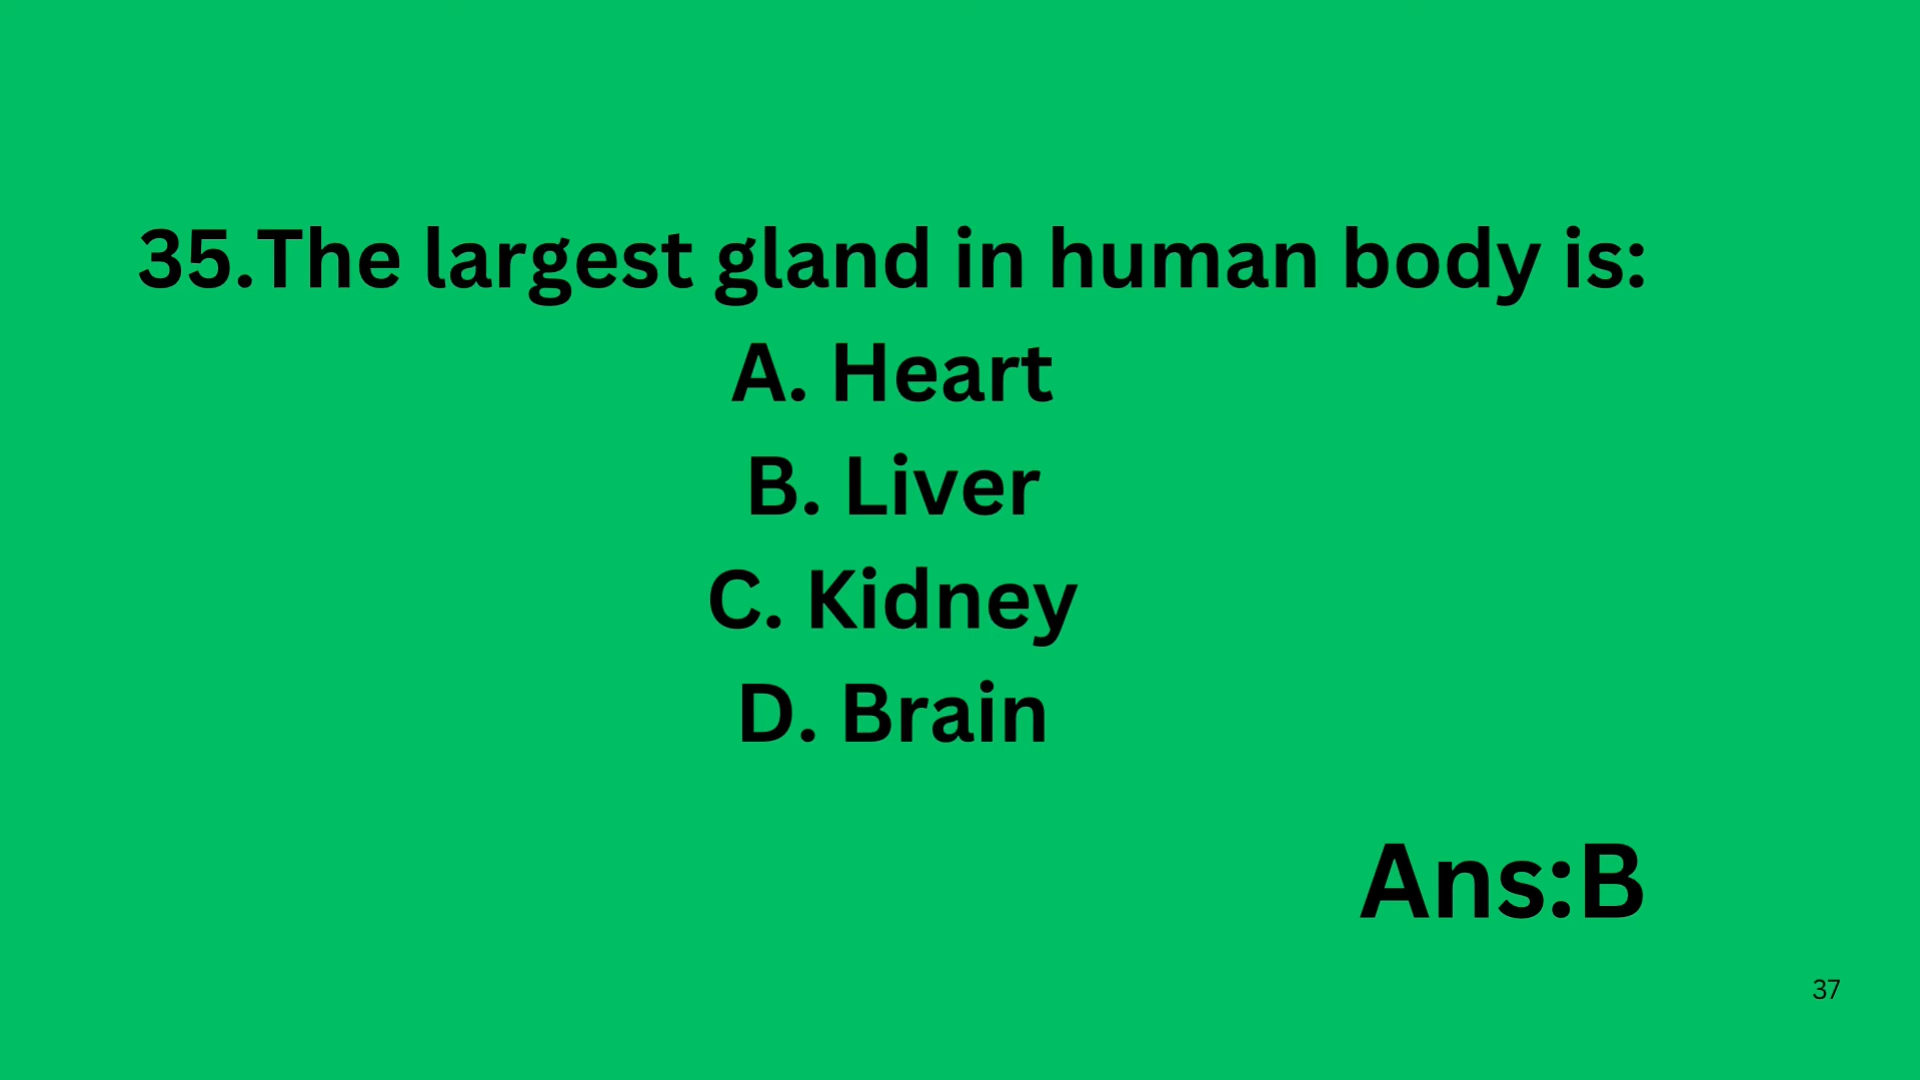 35.The largest gland in human body is:
A. Heart
B. Liver
C. Kidney
D. Brain
Ans:B
37